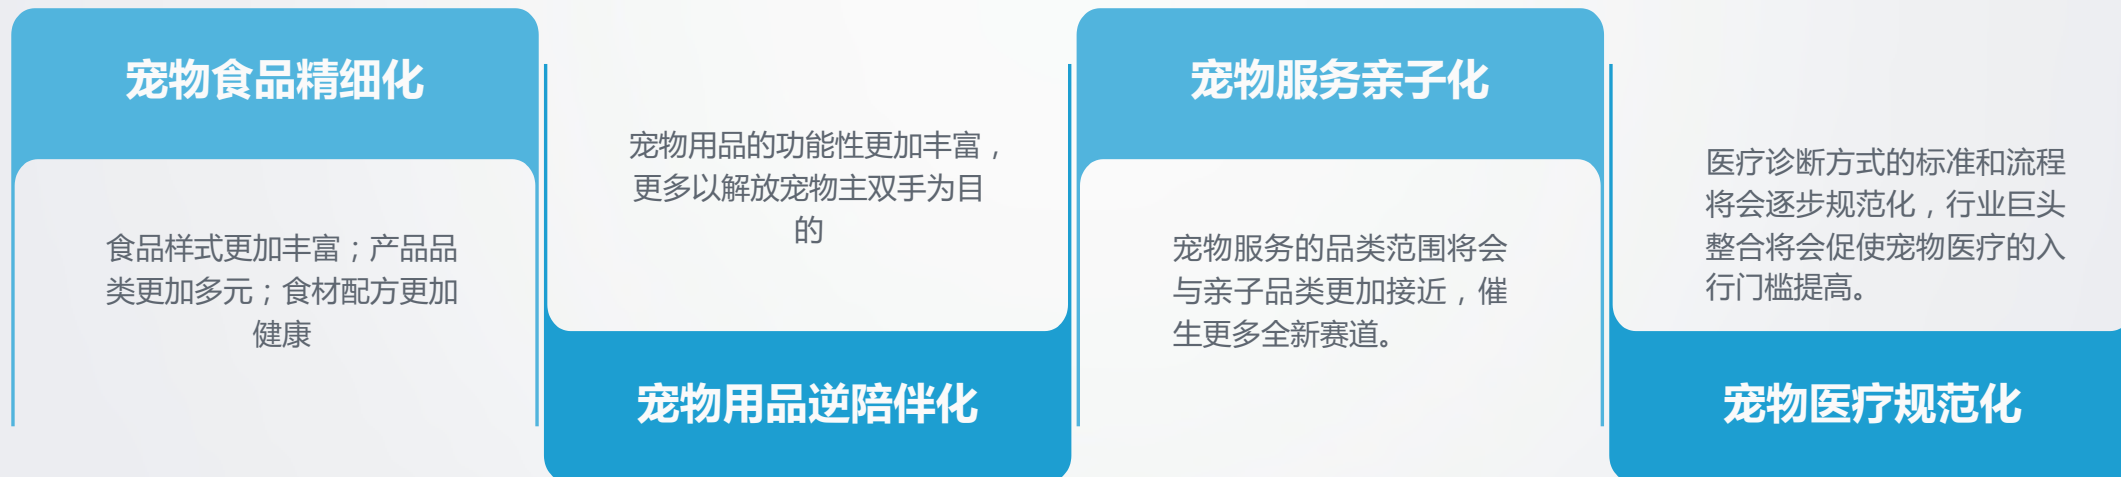 宠物食品精细化
食品样式更加丰富；产品品
类更加多元；食材配方更加
健康
宠物用品的功能性更加丰富，
更多以解放宠物主双手为目
的
宠物用品逆陪伴化
宠物服务亲子化
宠物服务的品类范围将会
与亲子品类更加接近，催
生更多全新赛道。
医疗诊断方式的标准和流程
将会逐步规范化，行业巨头
整合将会促使宠物医疗的入
行门槛提高。
宠物医疗规范化